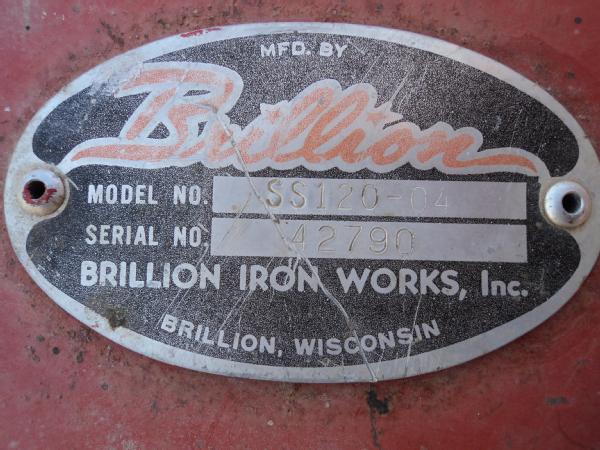 MFD. BY
Brillion
MODEL NO. SS120-04
SERIAL NO. 42790
BRILLION IRON WORKS, Inc.
BRILLION, WISCONSIN